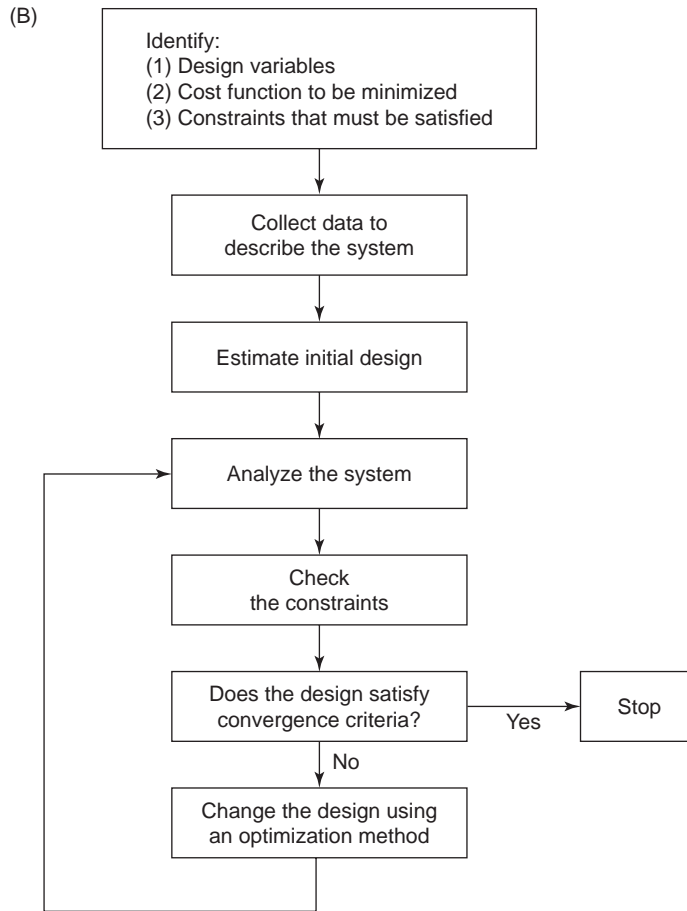 (B)
Identify:
(1) Design variables
(2) Cost function to be minimized
(3) Constraints that must be satisfied
Collect data to
describe the system
Estimate initial design
Analyze the system
Check
the constraints
Does the design satisfy
convergence criteria?
Yes
Stop
No
Change the design using
an optimization method